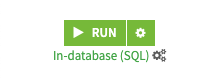 RUN
In-database (SQL)